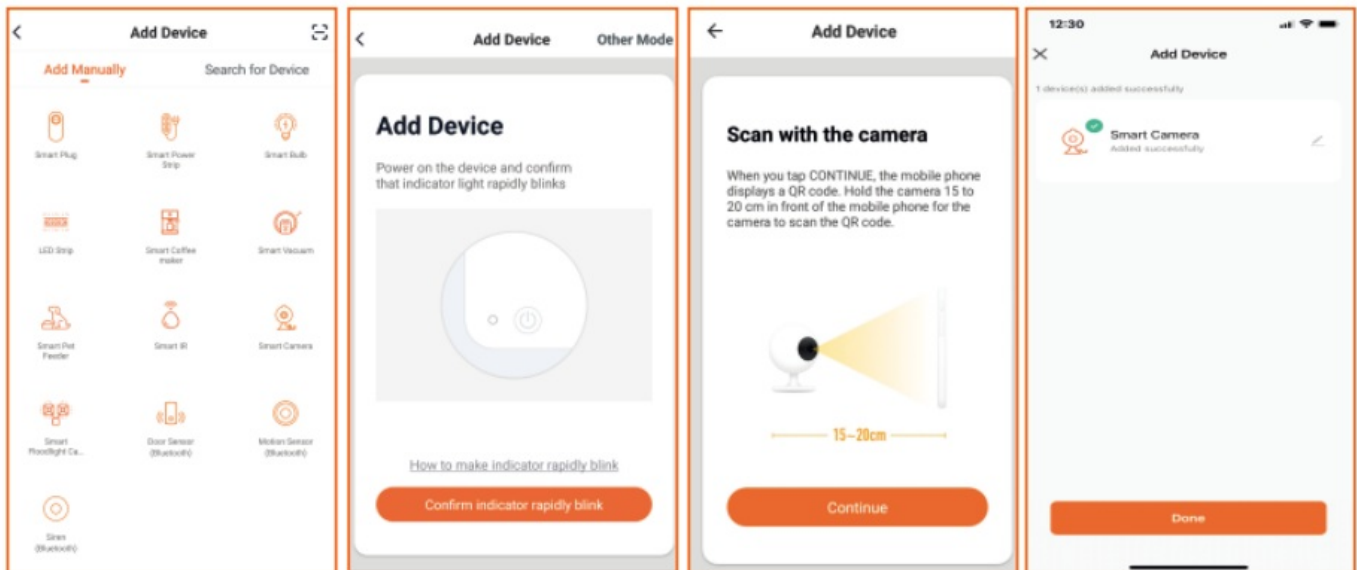 Add Device
Add Manually
Search for Device
Smart Plug
Smart Power
Strip
Smart Bulb
LED Strip
Smart Coffee
maker
Smart Vacuum
Smart Pet
Feeder
Smart IR
Smart Camera
Smart
Floodlight Ca...
Door Sensor
(Bluetooth)
Motion Sensor
(Bluetooth)
Siren
(Bluetooth)
Add Device
Other Mode
Add Device
Power on the device and confirm
that indicator light rapidly blinks
How to make indicator rapidly blink
Confirm indicator rapidly blink
Add Device
Scan with the camera
When you tap CONTINUE, the mobile phone
displays a QR code. Hold the camera 15 to
20 cm in front of the mobile phone for the
camera to scan the QR code.
15–20cm
Continue
12:30
Add Device
1 device(s) added successfully
Smart Camera
Added successfully
Done